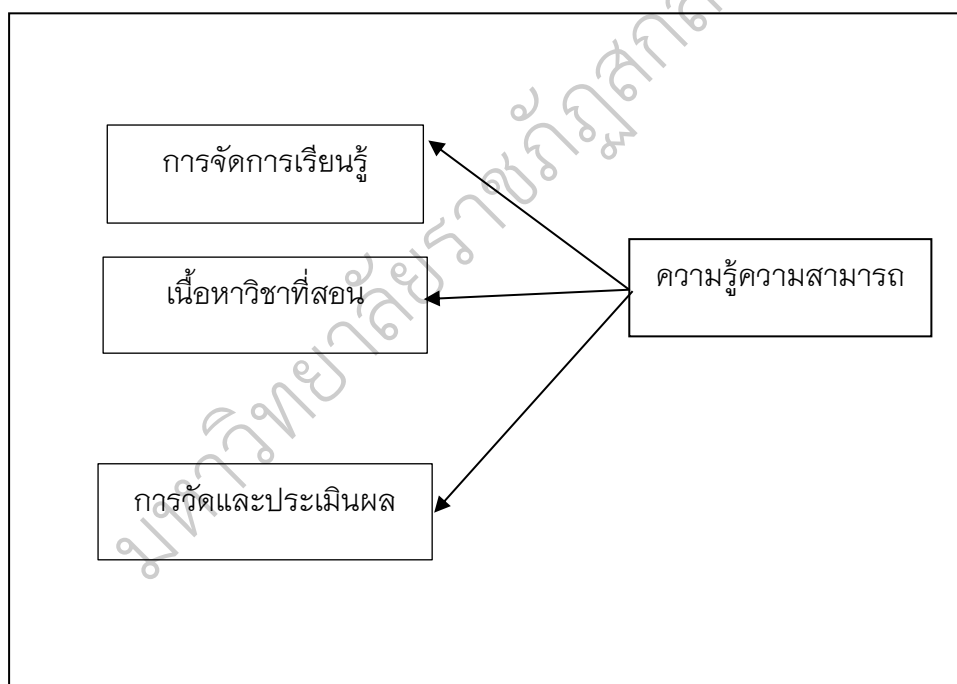 การจัดการเรียนรู้
เนื้อหาวิชาที่สอน
ความรู้ความสามารถ
การวัดและประเมินผล